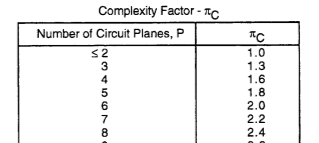 Complexity Factor - πC
Number of Circuit Planes, P πC
≤ 2 1.0
3 1.3
4 1.6
5 1.8
6 2.0
7 2.2
8 2.4